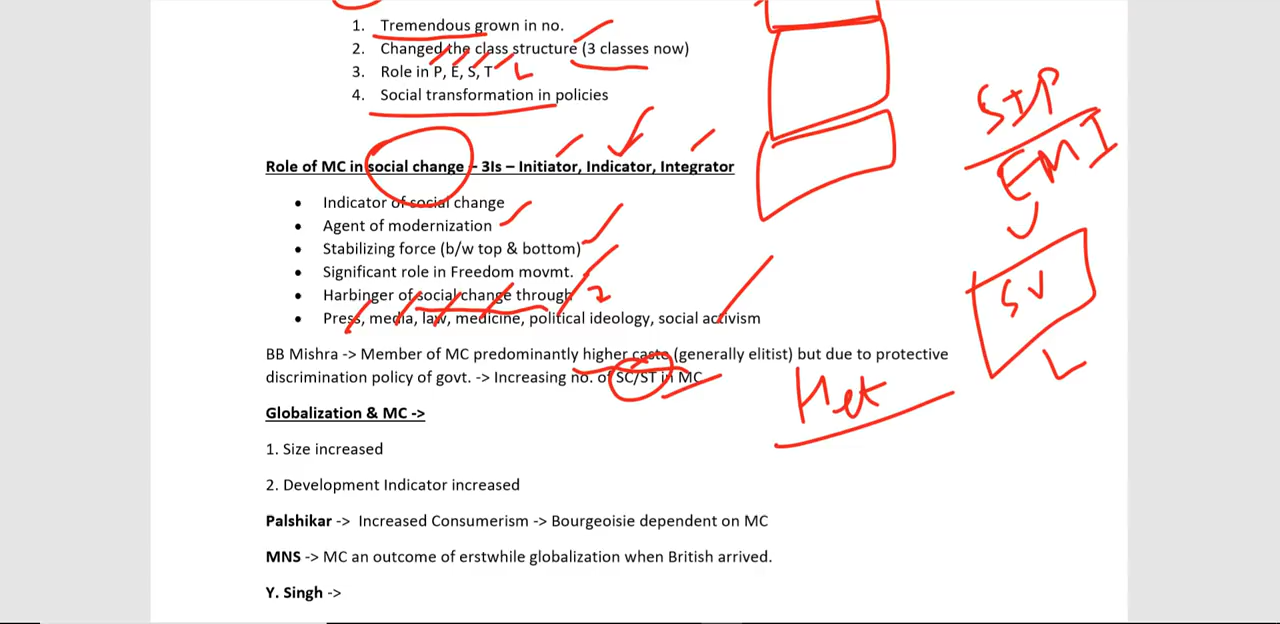 1. Tremendous grown in no.
2. Changed the class structure (3 classes now)
3. Role in P, E, S, T L
4. Social transformation in policies
SIP
EMI
Role of MC in social change – 3Is – Initiator, Indicator, Integrator
• Indicator of social change
• Agent of modernization
• Stabilizing force (b/w top & bottom)
• Significant role in Freedom movmt.
• Harbinger of social change through
2
SV
• Press, media, law, medicine, political ideology, social activism
BB Mishra -> Member of MC predominantly higher caste (generally elitist) but due to protective
discrimination policy of govt. -> Increasing no. of SC/ST in MC
L
Het
Globalization & MC ->
1. Size increased
2. Development Indicator increased
Palshikar -> Increased Consumerism -> Bourgeoisie dependent on MC
MNS -> MC an outcome of erstwhile globalization when British arrived.
Y. Singh ->